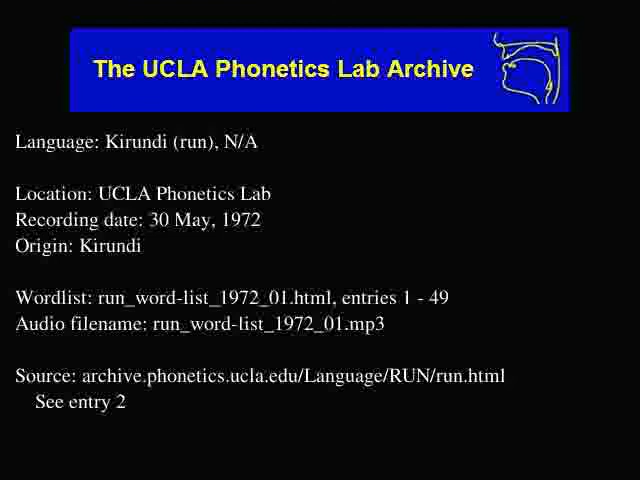 The UCLA Phonetics Lab Archive
Language: Kirundi (run), N/A
Location: UCLA Phonetics Lab
Recording date: 30 May, 1972
Origin: Kirundi
Wordlist: run_word-list_1972_01.html, entries 1 - 49
Audio filename: run_word-list_1972_01.mp3
Source: archive.phonetics.ucla.edu/Language/RUN/run.html
See entry 2